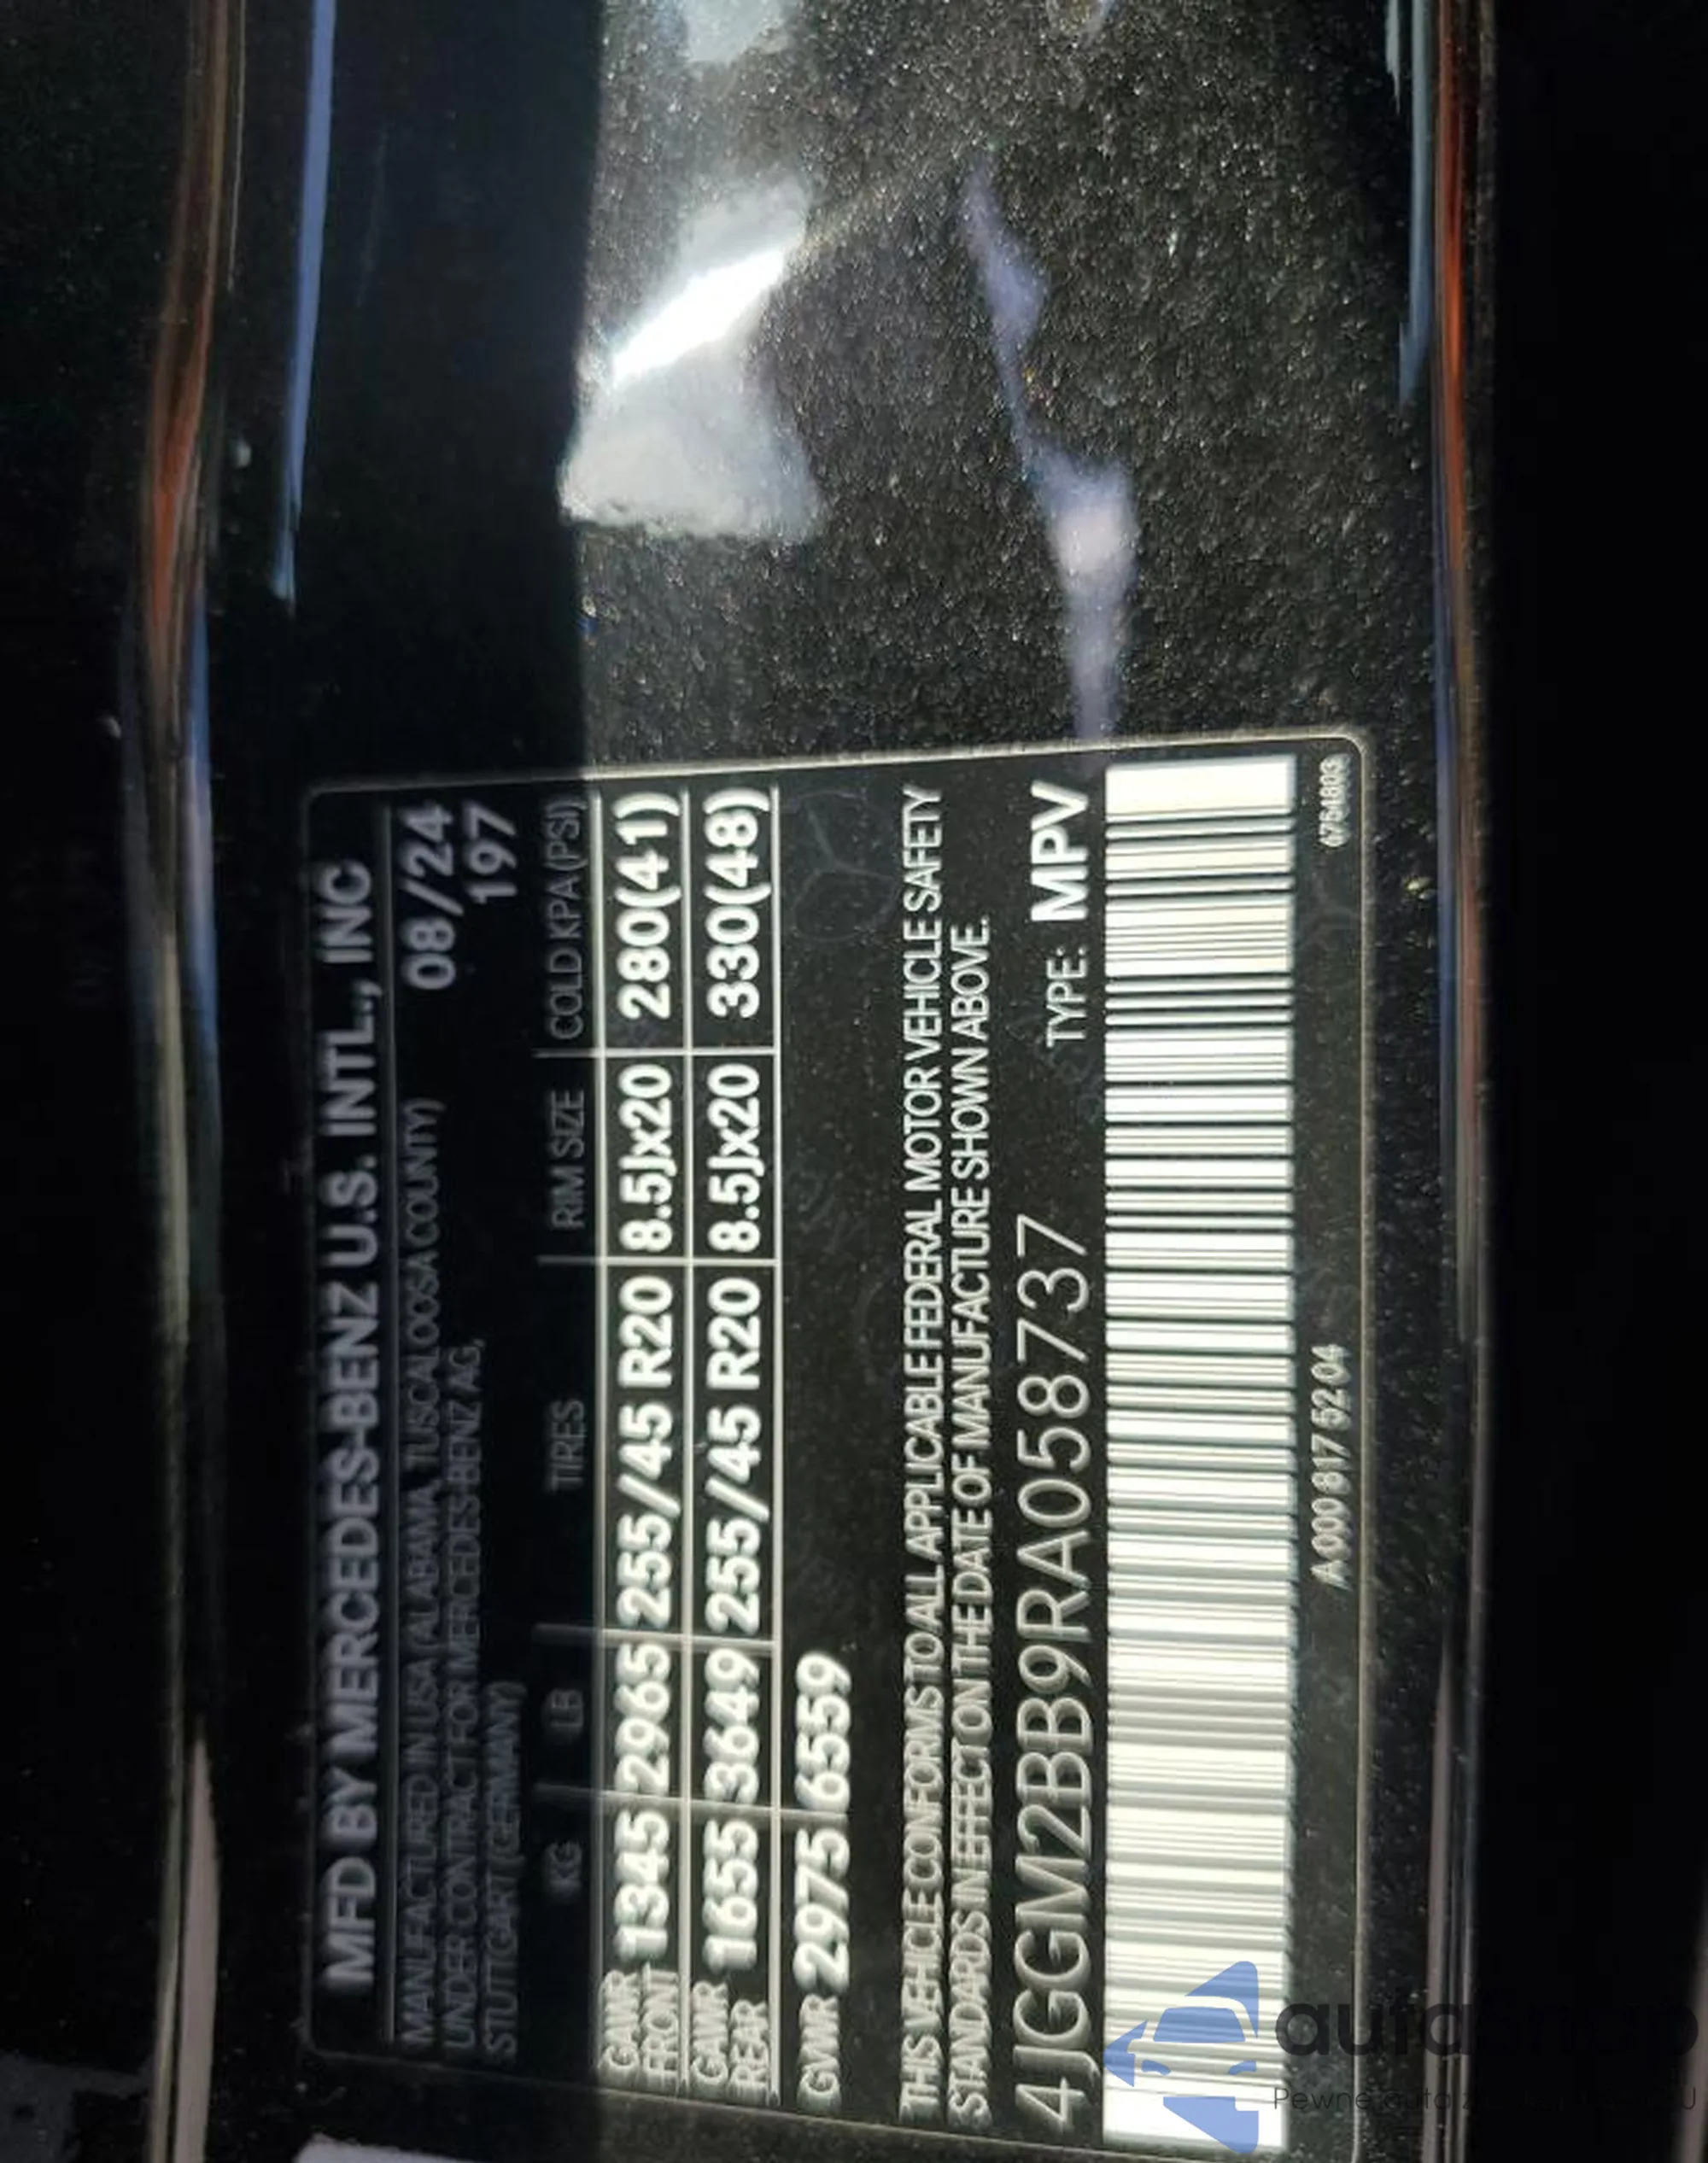 MFD BY MERCEDES-BENZ U.S. INTL., INC
MANUFACTURED IN USA (ALABAMA, TUSCALOOSA COUNTY) 08/24
UNDER CONTRACT FOR MERCEDES-BENZ AG, 197
STUTTGART (GERMANY)
KG LB TIRES RIM SIZE COLD KPA (PSI)
GAWR FRONT 1345 2965 255/45 R20 8.5Jx20 280(41)
GAWR REAR 1655 3649 255/45 R20 8.5Jx20 330(48)
GVWR 2975 6559
THIS VEHICLE CONFORMS TO ALL APPLICABLE FEDERAL MOTOR VEHICLE SAFETY
STANDARDS IN EFFECT ON THE DATE OF MANUFACTURE SHOWN ABOVE.
4JGGM2BB9RA058737 TYPE: MPV
A 000 817 52 04
Pewne auto z